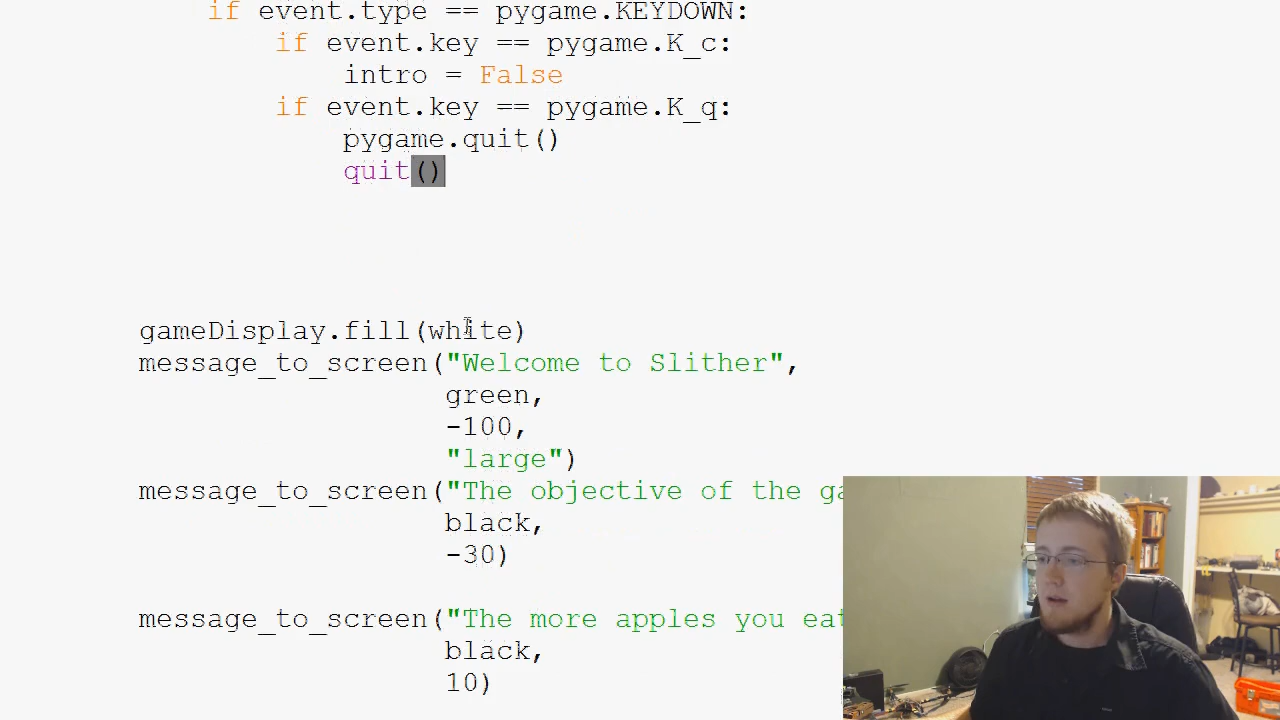 if event.type == pygame.KEYDOWN:
if event.key == pygame.K_c:
intro = False
if event.key == pygame.K_q:
pygame.quit()
quit()
gameDisplay.fill(white)
message_to_screen("Welcome to Slither",
green,
-100,
"large")
message_to_screen("The objective of the ga
black,
-30)
message_to_screen("The more apples you eat
black,
10)